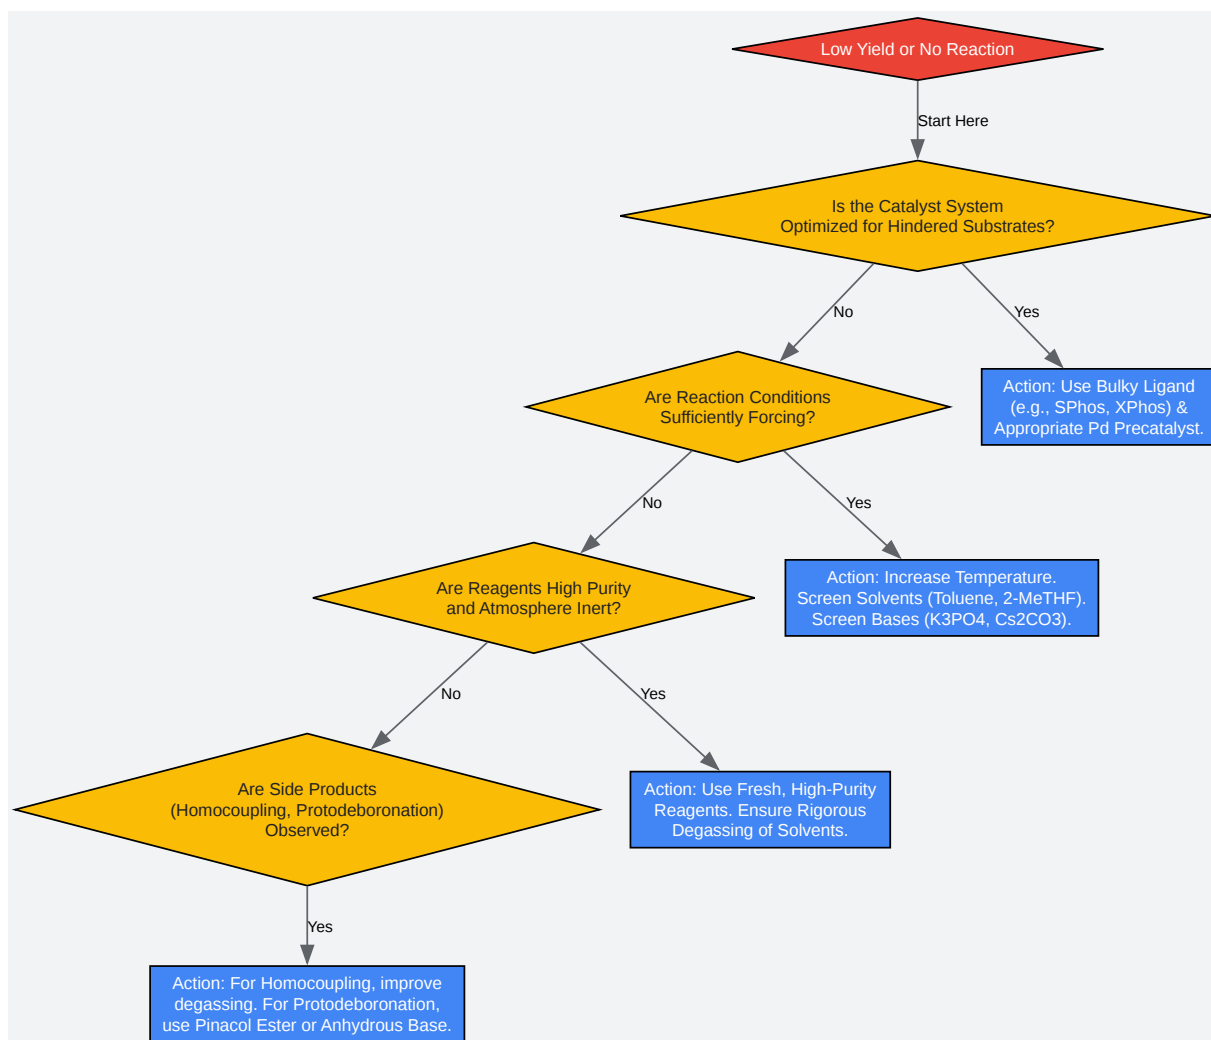 Low Yield or No Reaction
Start Here
Is the Catalyst System
Optimized for Hindered Substrates?
No
Yes
Are Reaction Conditions
Sufficiently Forcing?
Action: Use Bulky Ligand
(e.g., SPhos, XPhos) &
Appropriate Pd Precatalyst.
No
Yes
Are Reagents High Purity
and Atmosphere Inert?
Action: Increase Temperature.
Screen Solvents (Toluene, 2-MeTHF).
Screen Bases (K3PO4, Cs2CO3).
No
Yes
Are Side Products
(Homocoupling, Protodeboronation)
Observed?
Action: Use Fresh, High-Purity
Reagents. Ensure Rigorous
Degassing of Solvents.
Yes
Action: For Homocoupling, improve
degassing. For Protodeboronation,
use Pinacol Ester or Anhydrous Base.